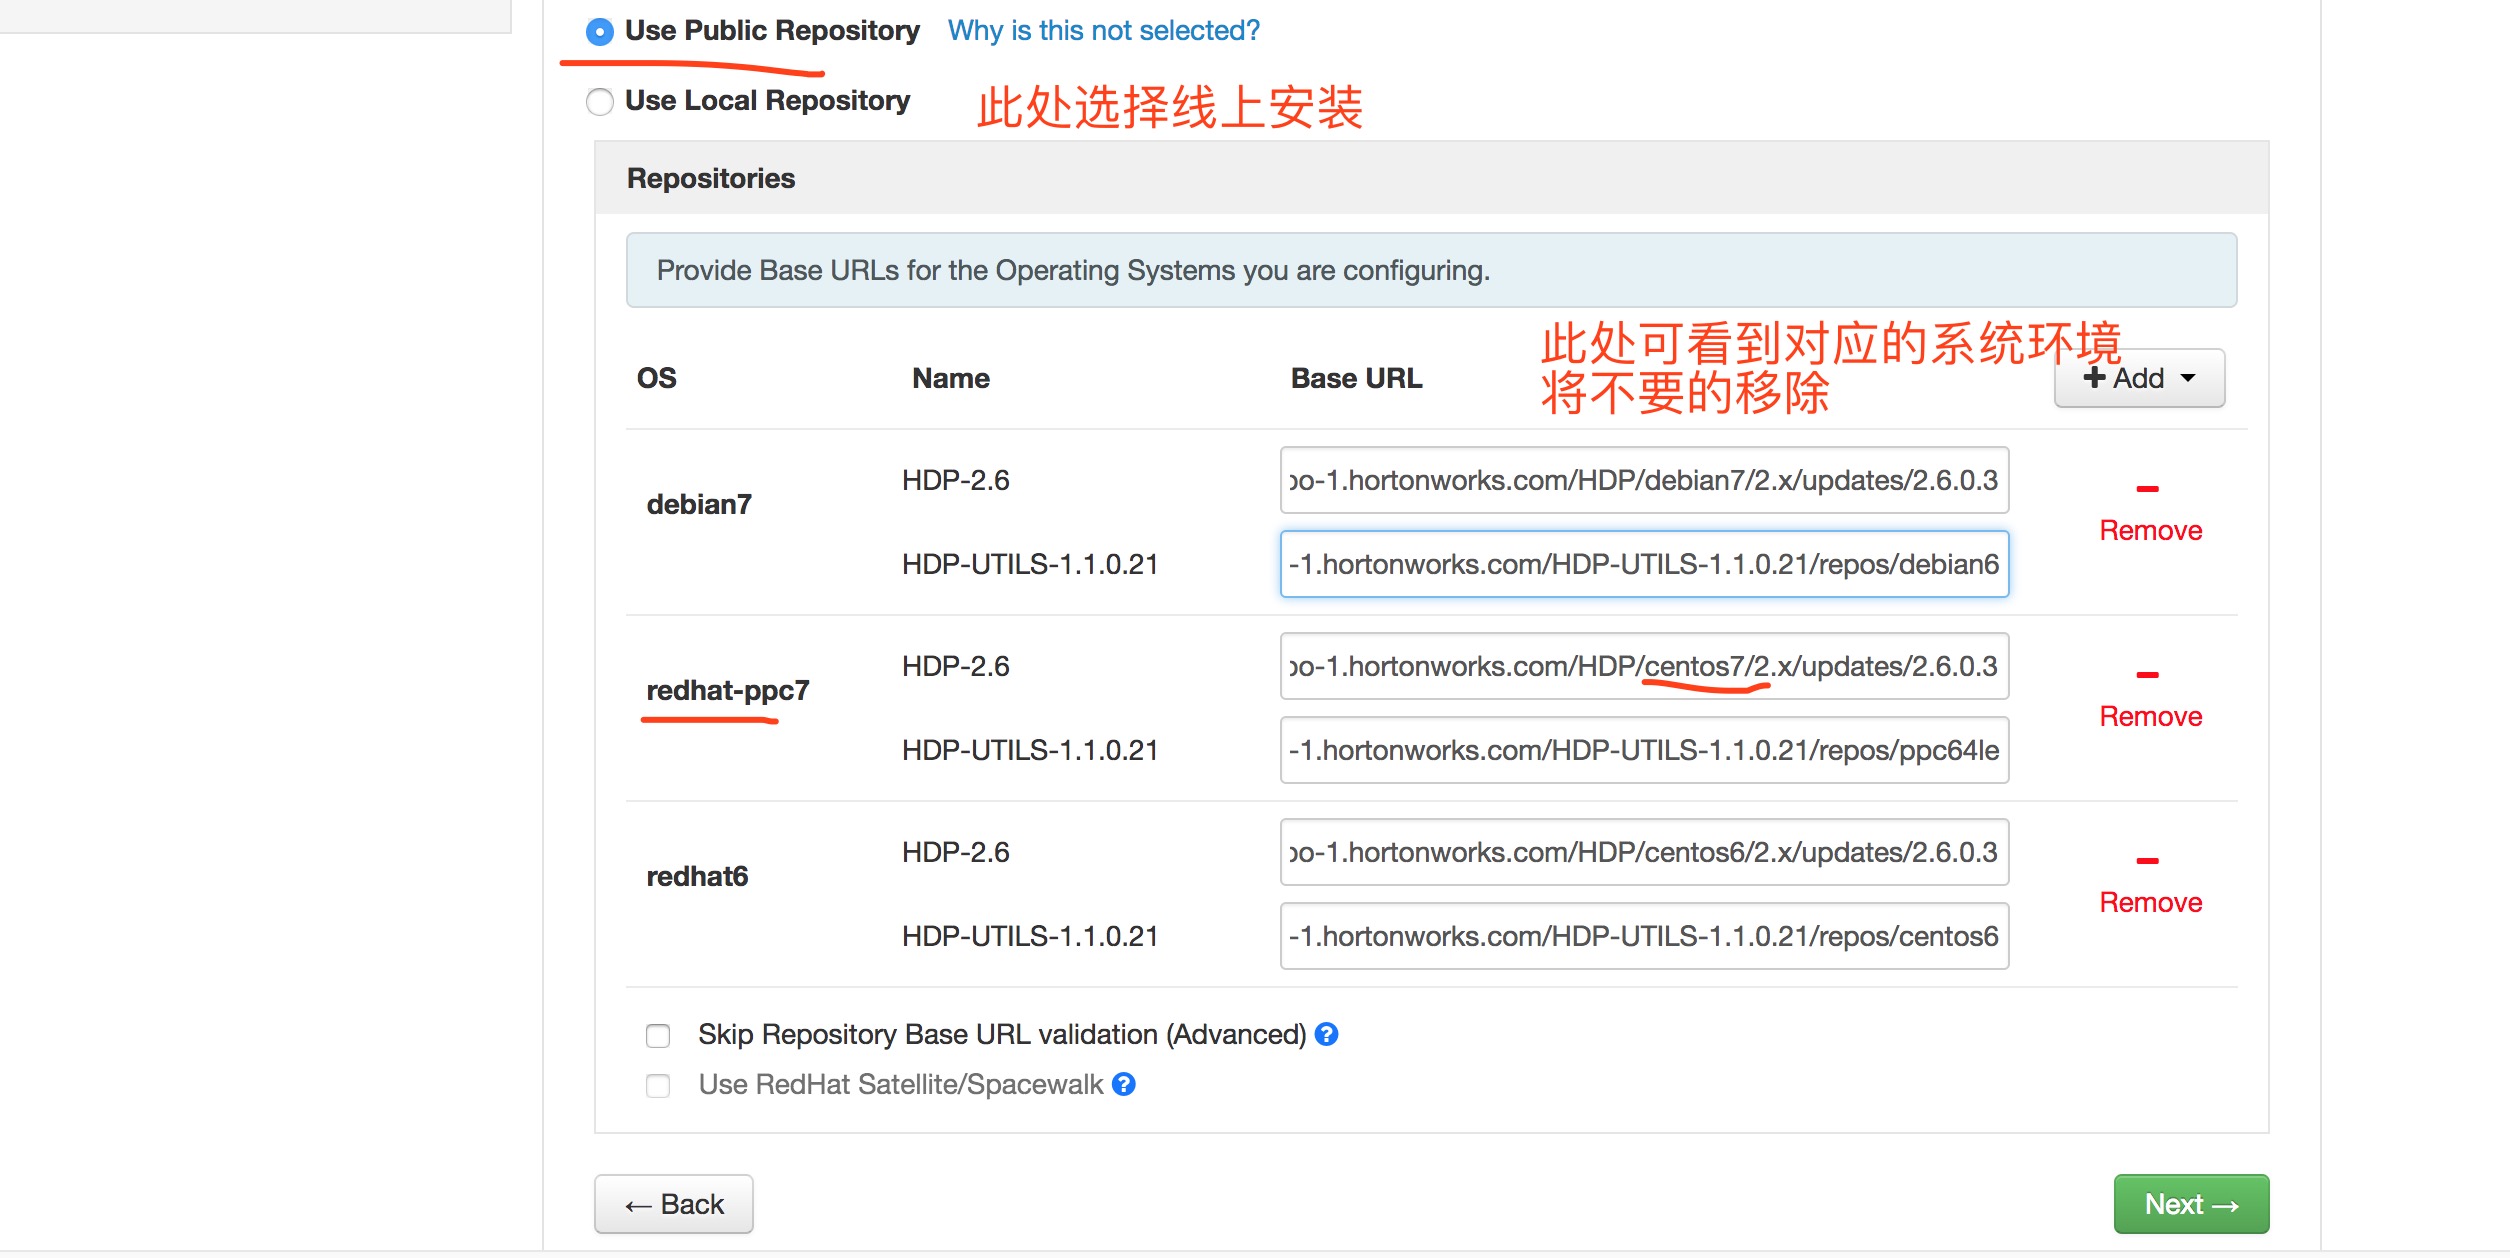 Use Public Repository Why is this not selected?
Use Local Repository 此处选择线上安装
Repositories
Provide Base URLs for the Operating Systems you are configuring.
此处可看到对应的系统环境
将不要的移除
OS Name Base URL + Add
debian7
HDP-2.6 oo-1.hortonworks.com/HDP/debian7/2.x/updates/2.6.0.3
HDP-UTILS-1.1.0.21 -1.hortonworks.com/HDP-UTILS-1.1.0.21/repos/debian6
Remove
redhat-ppc7
HDP-2.6 oo-1.hortonworks.com/HDP/centos7/2.x/updates/2.6.0.3
HDP-UTILS-1.1.0.21 -1.hortonworks.com/HDP-UTILS-1.1.0.21/repos/ppc64le
Remove
redhat6
HDP-2.6 oo-1.hortonworks.com/HDP/centos6/2.x/updates/2.6.0.3
HDP-UTILS-1.1.0.21 -1.hortonworks.com/HDP-UTILS-1.1.0.21/repos/centos6
Remove
Skip Repository Base URL validation (Advanced) ?
Use RedHat Satellite/Spacewalk ?
← Back Next →